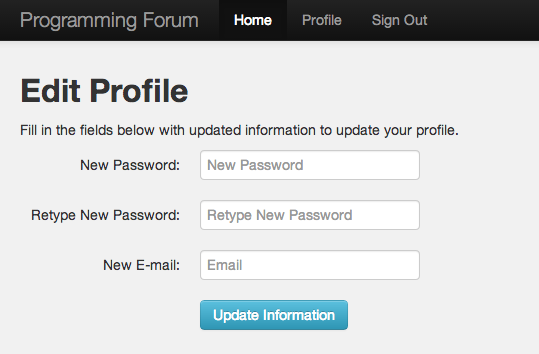 Programming Forum Home Profile Sign Out
Edit Profile
Fill in the fields below with updated information to update your profile.
New Password: New Password
Retype New Password: Retype New Password
New E-mail: Email
Update Information